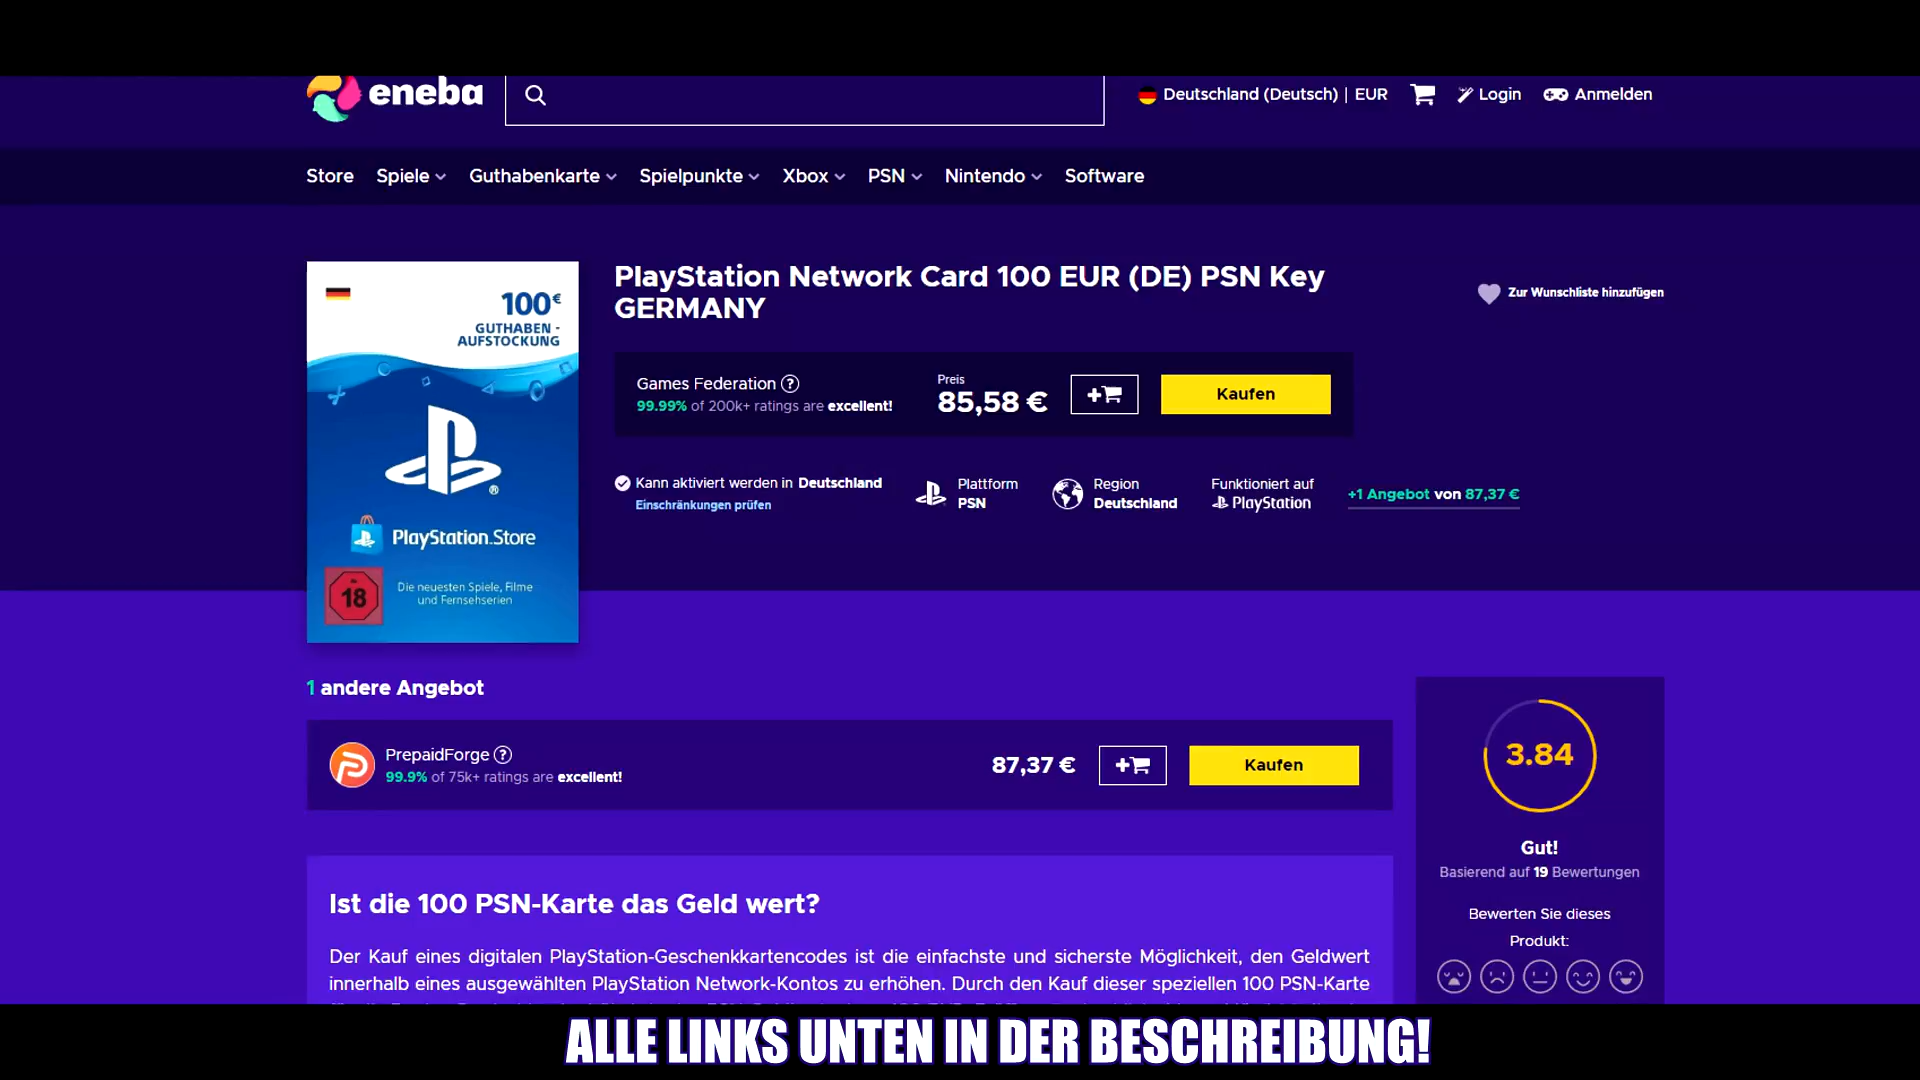 eneba
Deutschland (Deutsch) | EUR
Login
Anmelden
Store
Spiele
Guthabenkarte
Spielpunkte
Xbox
PSN
Nintendo
Software
100€
GUTHABEN -
AUFSTOCKUNG
PlayStation.Store
18
Die neuesten Spiele, Filme
und Fernsehserien
PlayStation Network Card 100 EUR (DE) PSN Key
GERMANY
Zur Wunschliste hinzufügen
Games Federation ?
99.99% of 200k+ ratings are excellent!
Preis
85,58 €
Kaufen
Kann aktiviert werden in Deutschland
Einschränkungen prüfen
Plattform
PSN
Region
Deutschland
Funktioniert auf
PlayStation
+1 Angebot von 87,37 €
1 andere Angebot
PrepaidForge ?
99.9% of 75k+ ratings are excellent!
87,37 €
Kaufen
3.84
Gut!
Basierend auf 19 Bewertungen
Bewerten Sie dieses
Produkt:
Ist die 100 PSN-Karte das Geld wert?
Der Kauf eines digitalen PlayStation-Geschenkkartencodes ist die einfachste und sicherste Möglichkeit, den Geldwert
innerhalb eines ausgewählten PlayStation Network-Kontos zu erhöhen. Durch den Kauf dieser speziellen 100 PSN-Karte
ALLE LINKS UNTEN IN DER BESCHREIBUNG!